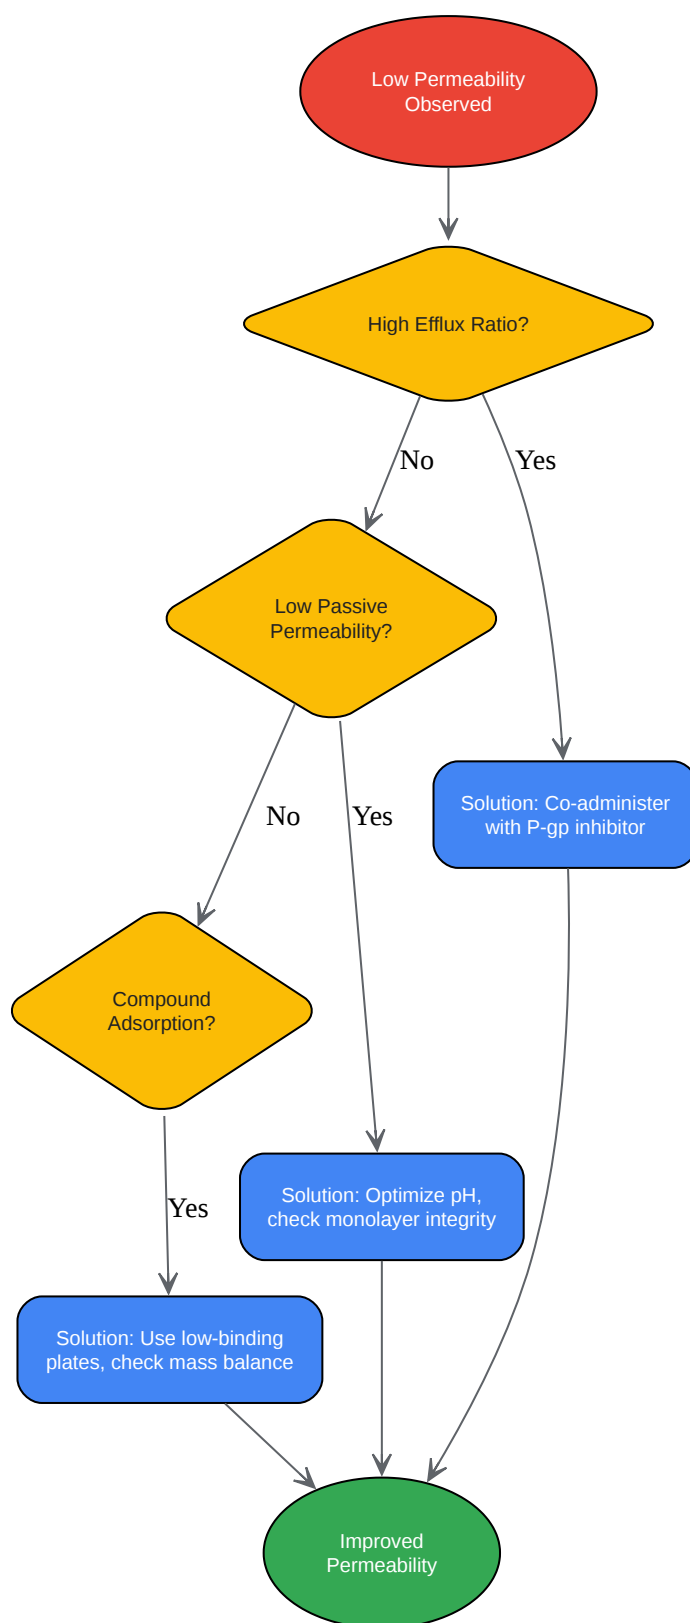 Low Permeability
Observed
High Efflux Ratio?
No
Yes
Low Passive
Permeability?
Solution: Co-administer
with P-gp inhibitor
No
Yes
Compound
Adsorption?
Solution: Optimize pH,
check monolayer integrity
Yes
Solution: Use low-binding
plates, check mass balance
Improved
Permeability